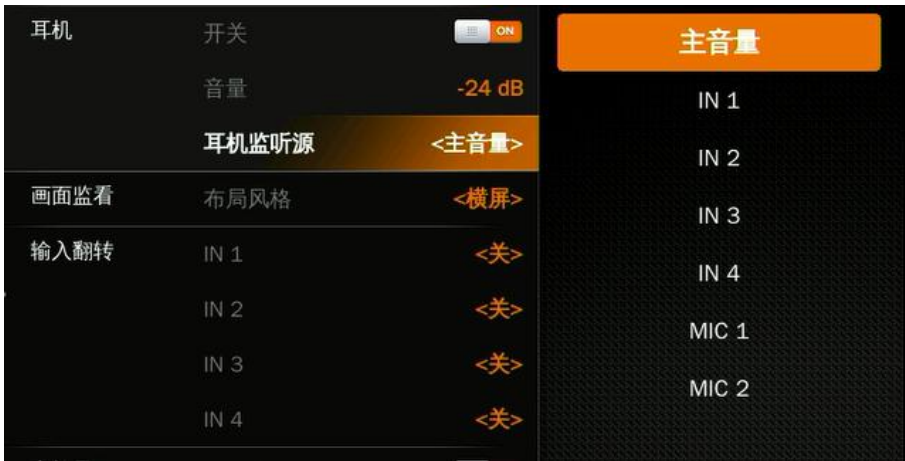 耳机 开关 ON
音量 -24 dB
耳机监听源 <主音量>
画面监看 布局风格 <横屏>
输入翻转 IN 1 <关>
IN 2 <关>
IN 3 <关>
IN 4 <关>
主音量
IN 1
IN 2
IN 3
IN 4
MIC 1
MIC 2